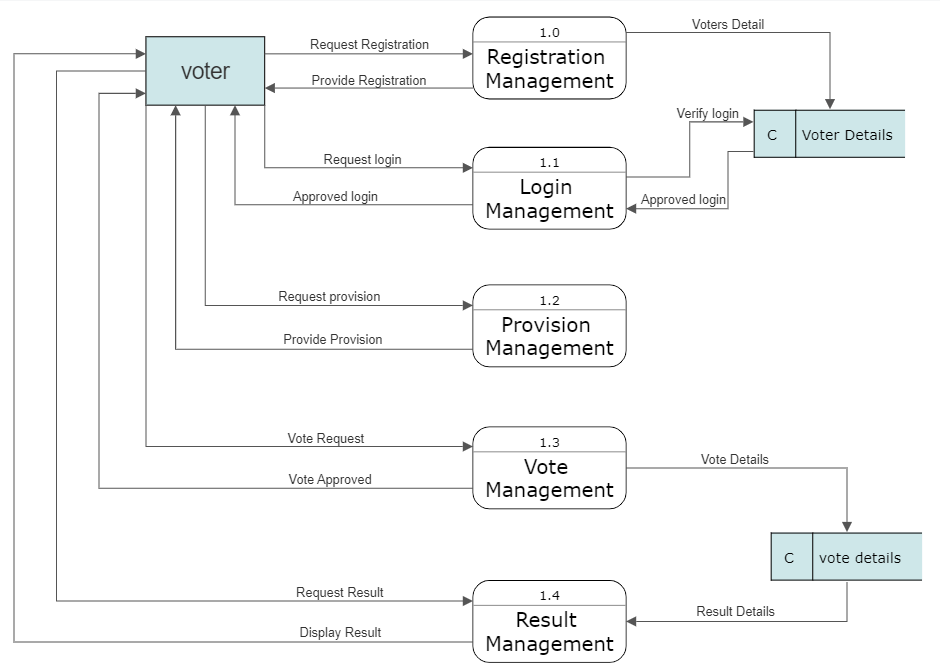 1.0
Voters Detail
Request Registration
Registration
voter
Provide Registration
Management
Verify login
C
Voter Details
Request login
1.1
Login
Approved login
Management
Approved login
Request provision
1.2
Provision
Provide Provision
Management
Vote Request
1.3
Vote Details
Vote
Vote Approved
Management
C
vote details
Request Result
1.4
Result Details
Result
Display Result
Management